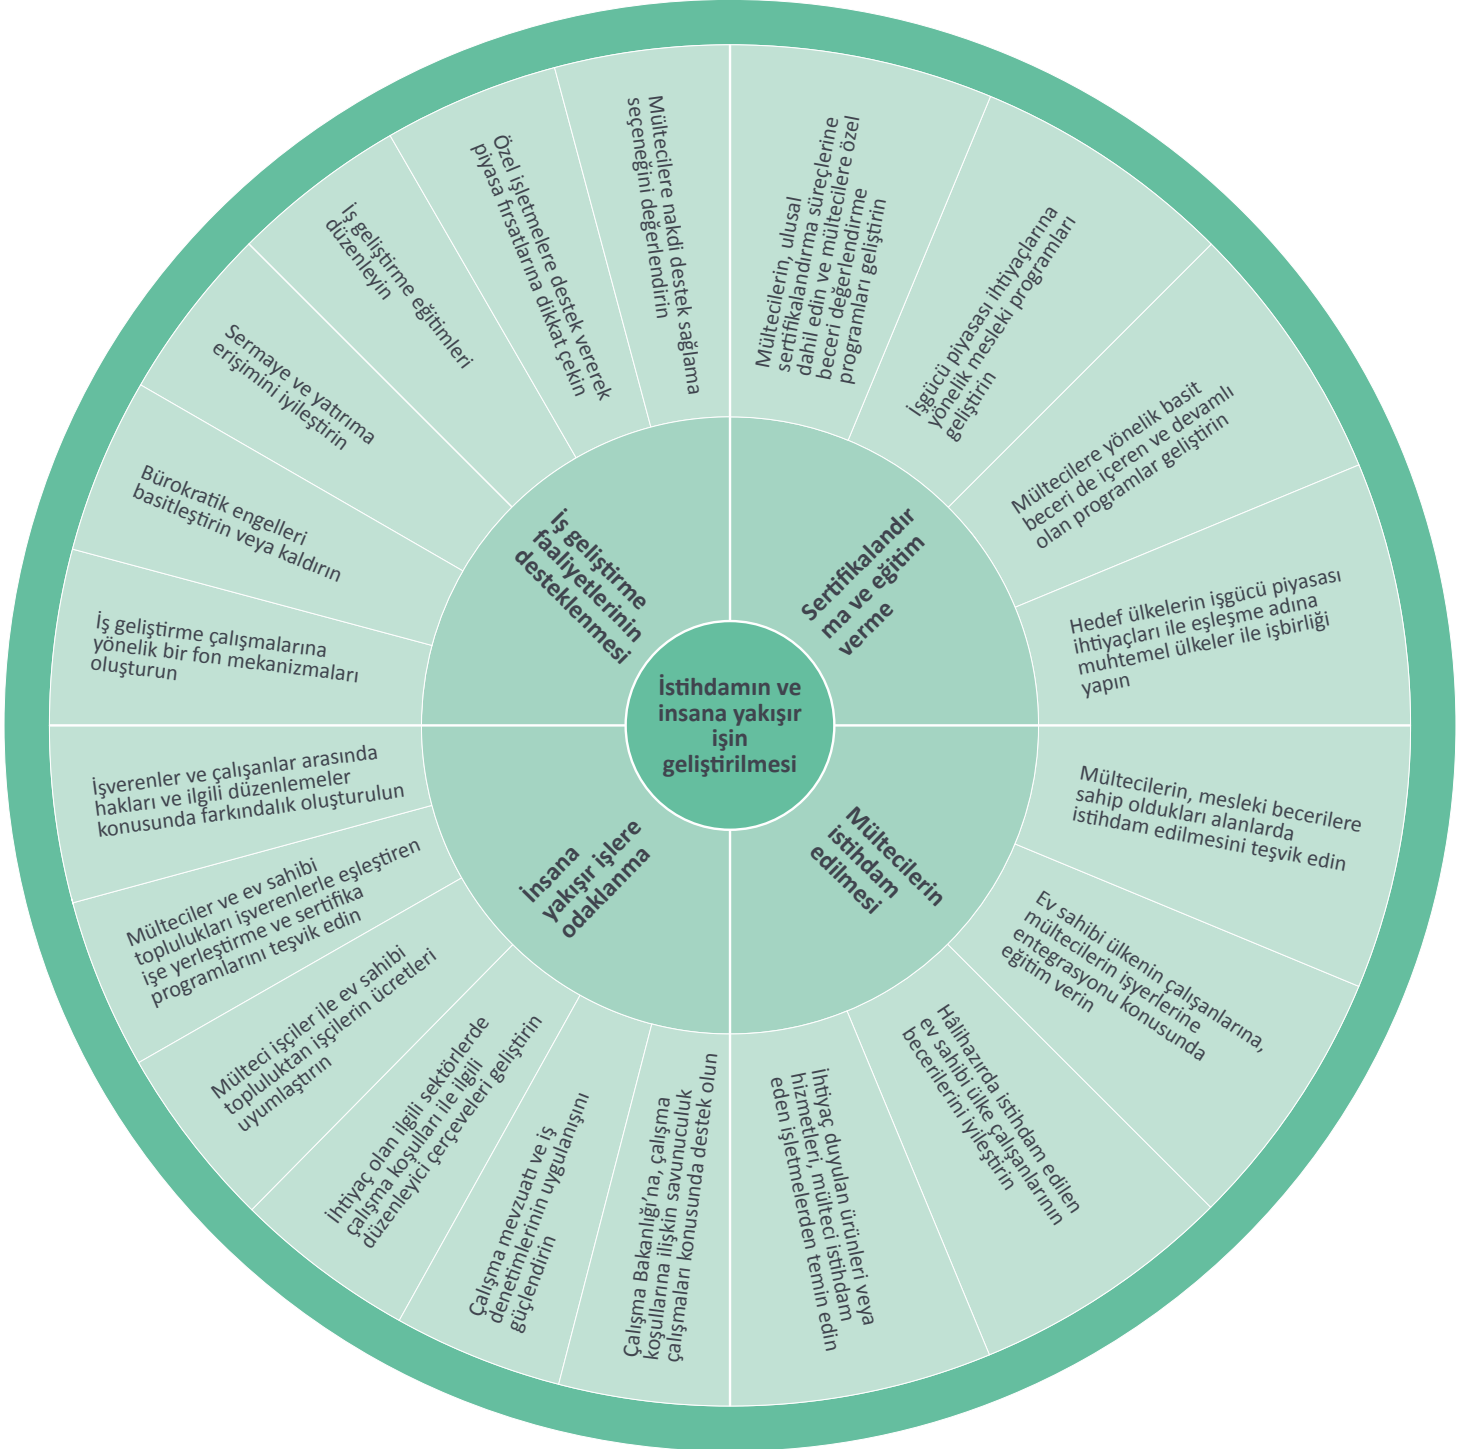 İstihdamın ve
insana yakışır
işin
geliştirilmesi
Sertifikalandır
ma ve eğitim
verme
Mültecilerin, ulusal
sertifikalandırma süreçlerine
dahil edin ve mültecilere özel
beceri değerlendirme
programları geliştirin
İşgücü piyasası ihtiyaçlarına
yönelik mesleki programları
geliştirin
Mültecilere yönelik basit
beceri de içeren ve devamlı
olan programlar geliştirin
Hedef ülkelerin işgücü piyasası
ihtiyaçları ile eşleşme adına
muhtemel ülkeler ile işbirliği
yapın
Mültecilerin
istihdam
edilmesi
Mültecilerin, mesleki becerilere
sahip oldukları alanlarda
istihdam edilmesini teşvik edin
Ev sahibi ülkenin çalışanlarına,
mültecilerin işyerlerine
entegrasyonu konusunda
eğitim verin
Hâlihazırda istihdam edilen
ev sahibi ülke çalışanlarının
becerilerini iyileştirin
İhtiyaç duyulan ürünleri veya
hizmetleri, mülteci istihdam
eden işletmelerden temin edin
İnsana
yakışır işlere
odaklanma
Çalışma Bakanlığı’na, çalışma
koşullarına ilişkin savunuculuk
çalışmaları konusunda destek olun
Çalışma mevzuatı ve iş
denetimlerinin uygulanışını
güçlendirin
İhtiyaç olan ilgili sektörlerde
çalışma koşulları ile ilgili
düzenleyici çerçeveleri geliştirin
Mülteci işçiler ile ev sahibi
topluluktan işçilerin ücretleri
uyumlaştırın
Mülteciler ve ev sahibi
toplulukları işverenlerle eşleştiren
işe yerleştirme ve sertifika
programlarını teşvik edin
İşverenler ve çalışanlar arasında
hakları ve ilgili düzenlemeler
konusunda farkındalık oluşturulun
İş geliştirme
faaliyetlerinin
desteklenmesi
İş geliştirme çalışmalarına
yönelik bir fon mekanizmaları
oluşturun
Bürokratik engelleri
basitleştirin veya kaldırın
Sermaye ve yatırıma
erişimini iyileştirin
İş geliştirme eğitimleri
düzenleyin
Özel işletmelere destek vererek
piyasa fırsatlarına dikkat çekin
Mültecilere nakdi destek sağlama
seçeneğini değerlendirin